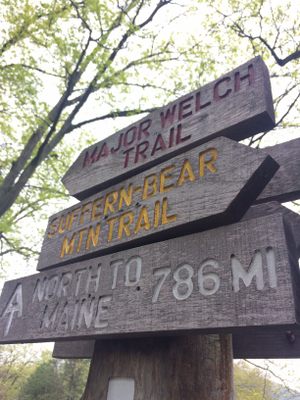 MAJOR WELCH
TRAIL
SUFFERN-BEAR
MTN TRAIL
NORTH TO 786 MI
MAINE